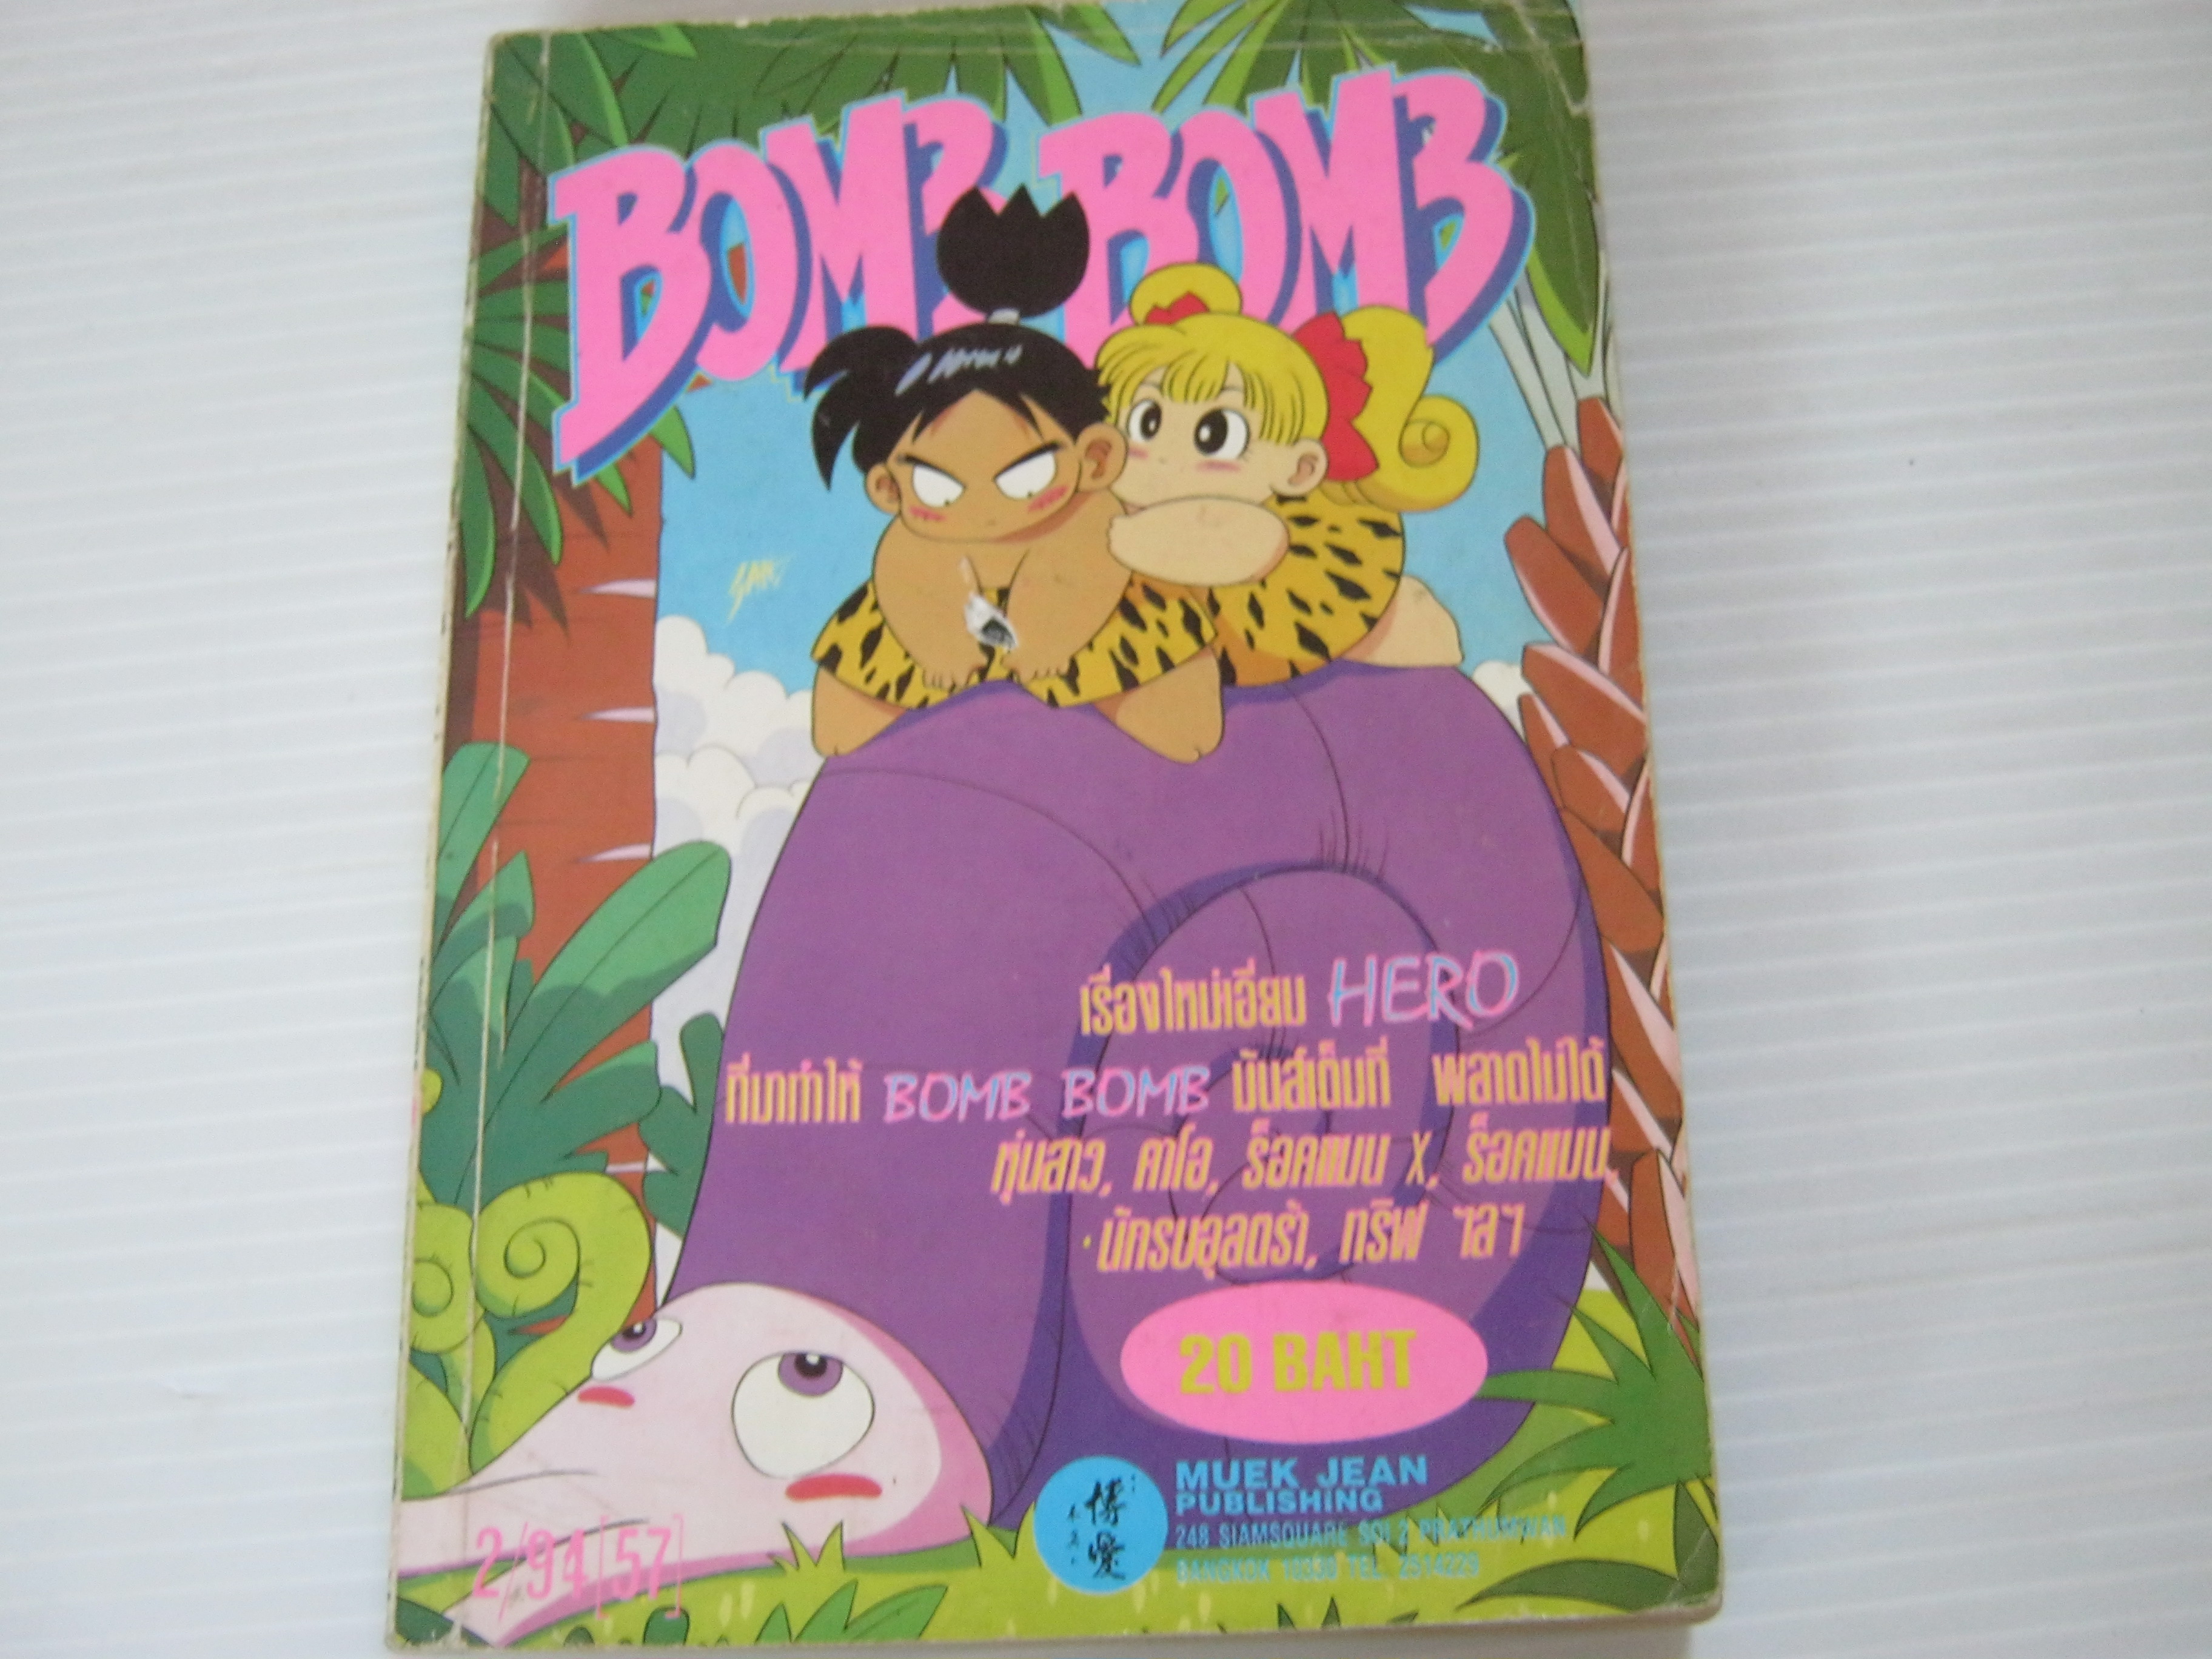 BOMB BOMB
SAK
เรื่องใหม่เอี่ยม HERO
ที่มาทำให้ BOMB BOMB มันส์เต็มที่ พลาดไม่ได้
หุ่นสาว, คาโอ, ร็อคแมน X, ร็อคแมน,
นักรบอุลตร้า, กริฟ ฯลฯ
20 BAHT
MUEK JEAN
PUBLISHING
248 SIAMSQUARE SOI 2 PRATHUMWAN
BANGKOK 10330 TEL. 2514229
2/94 [57]